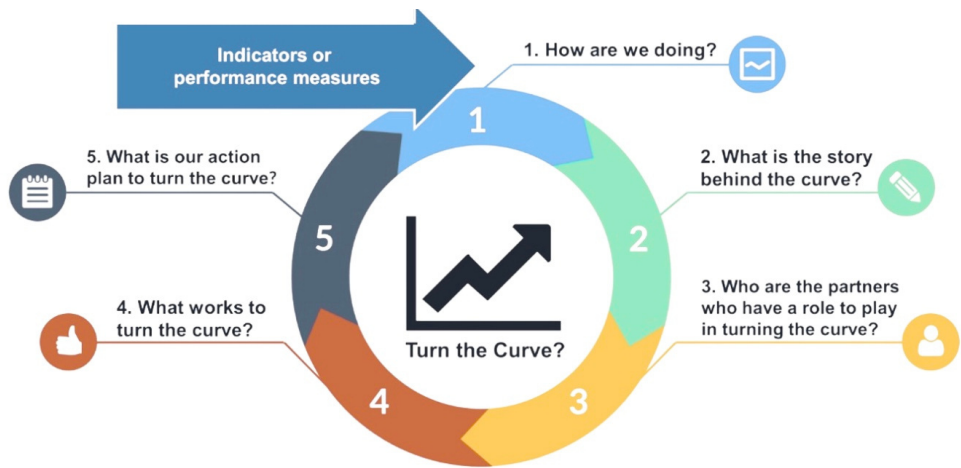 Indicators or
performance measures
1. How are we doing?
1
5. What is our action
plan to turn the curve?
2. What is the story
behind the curve?
5
2
4. What works to
turn the curve?
3. Who are the partners
who have a role to play
in turning the curve?
Turn the Curve?
4
3